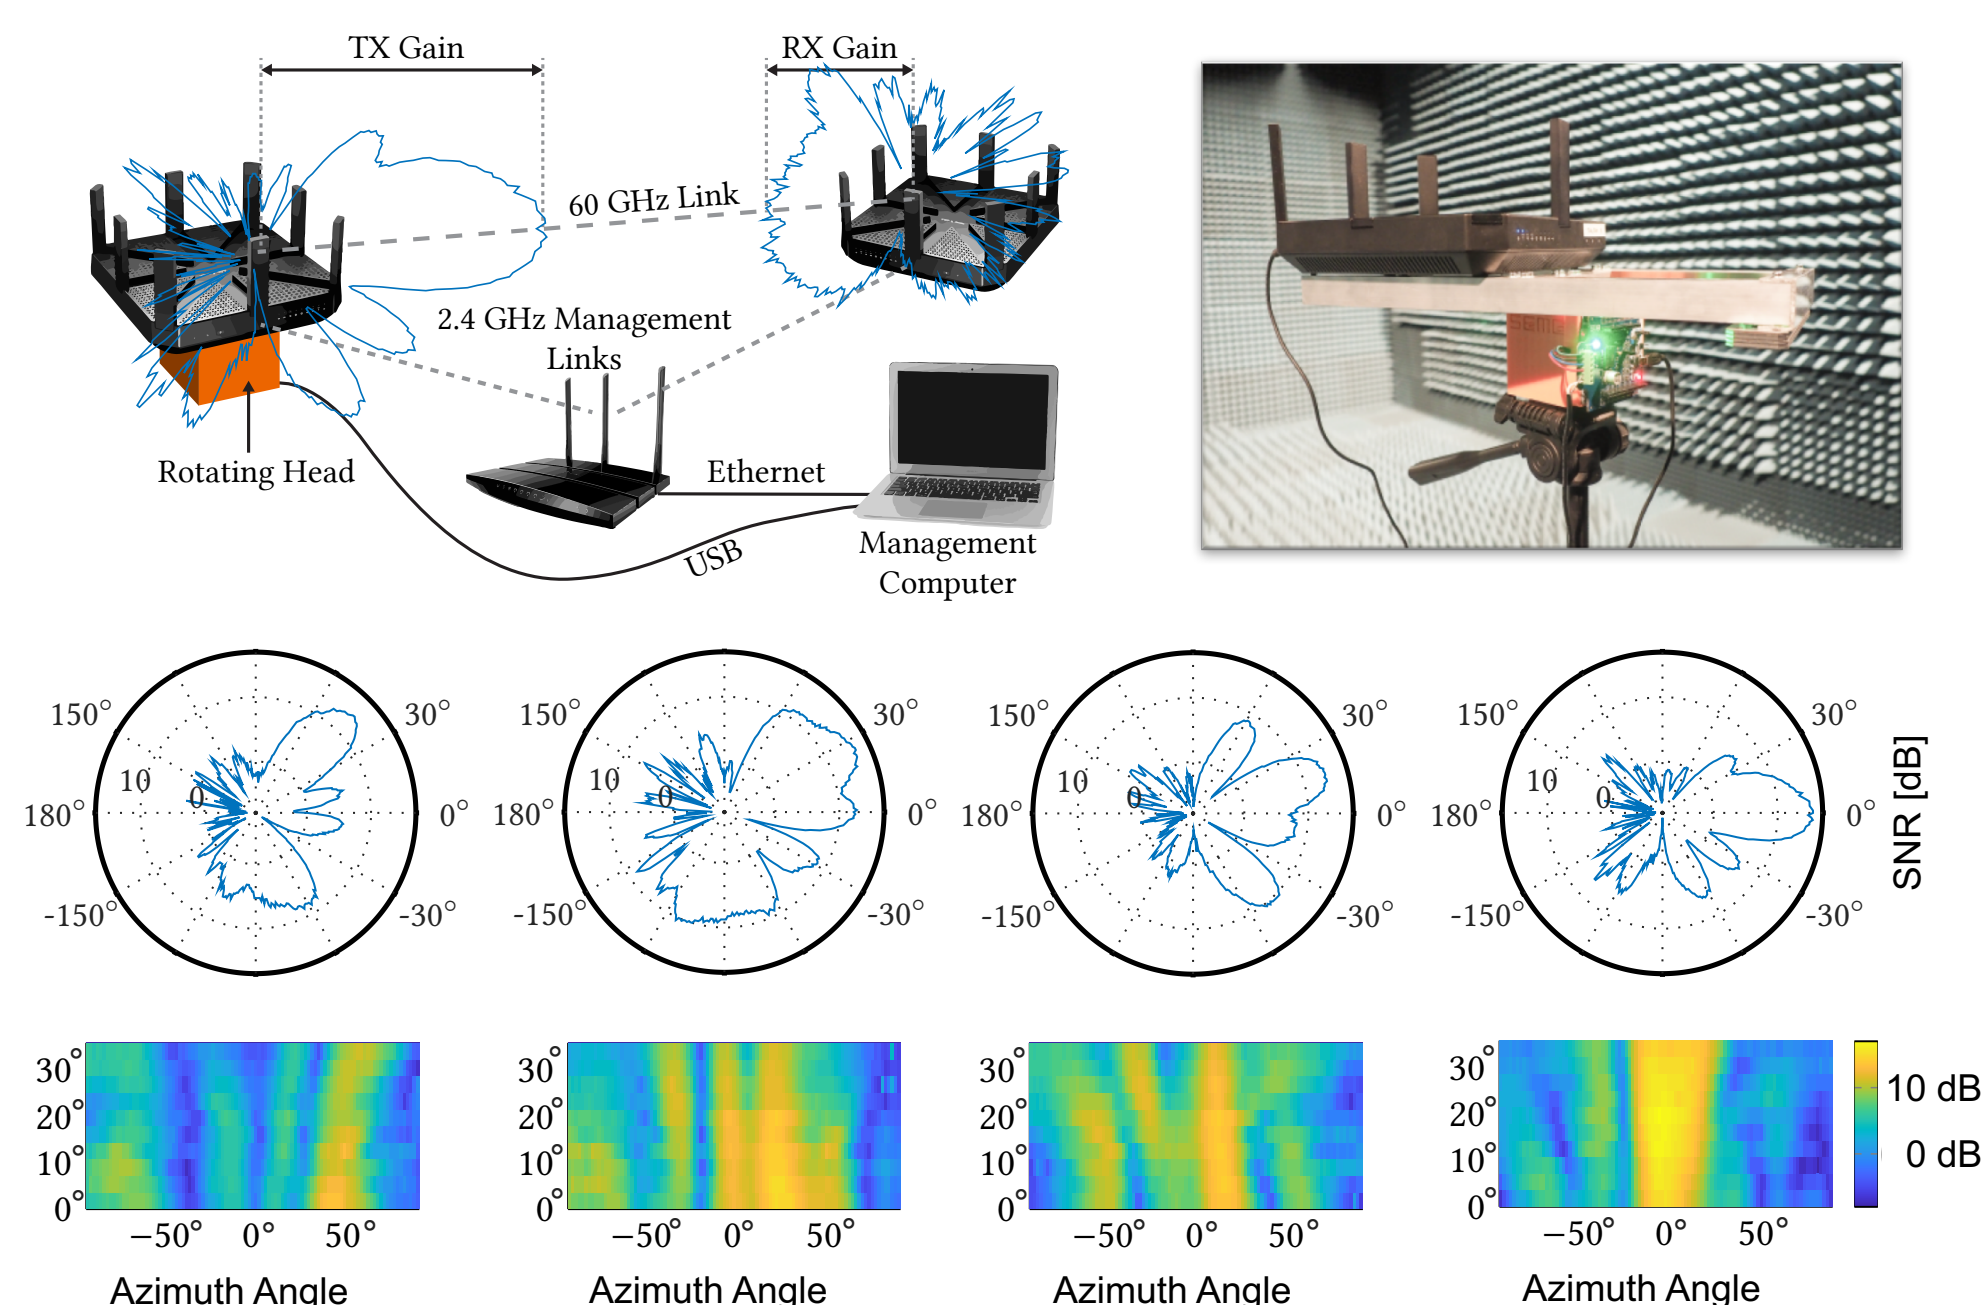 TX Gain
RX Gain
60 GHz Link
2.4 GHz Management
Links
Rotating Head
Ethernet
USB
Management
Computer
150° 30° 180° 0° -150° -30° 10 0
150° 30° 180° 0° -150° -30° 10 0
150° 30° 180° 0° -150° -30° 10 0
150° 30° 180° 0° -150° -30° 10 0
SNR [dB]
30° 20° 10° 0°
−50° 0° 50°
Azimuth Angle
30° 20° 10° 0°
−50° 0° 50°
Azimuth Angle
30° 20° 10° 0°
−50° 0° 50°
Azimuth Angle
30° 20° 10° 0°
−50° 0° 50°
Azimuth Angle
10 dB
0 dB